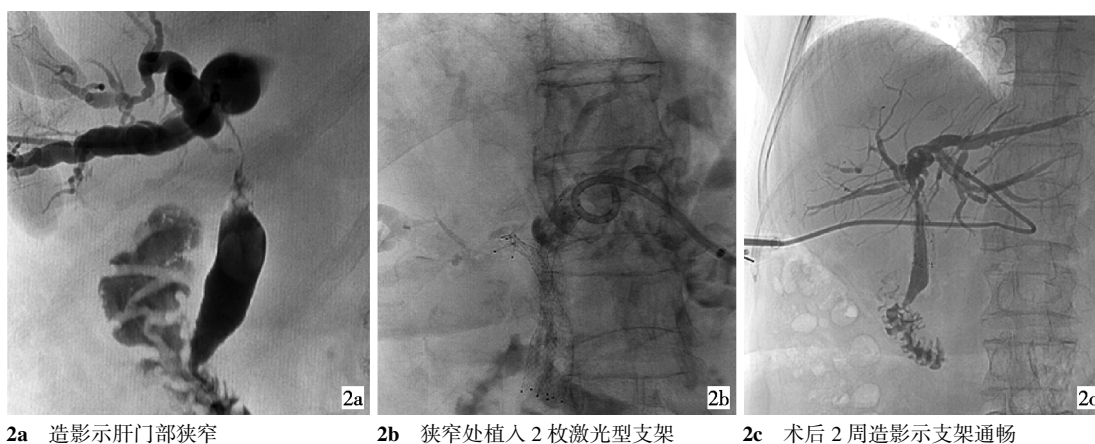 2a
2b
2c
2a 造影示肝门部狭窄
2b 狭窄处植入 2 枚激光型支架
2c 术后 2 周造影示支架通畅